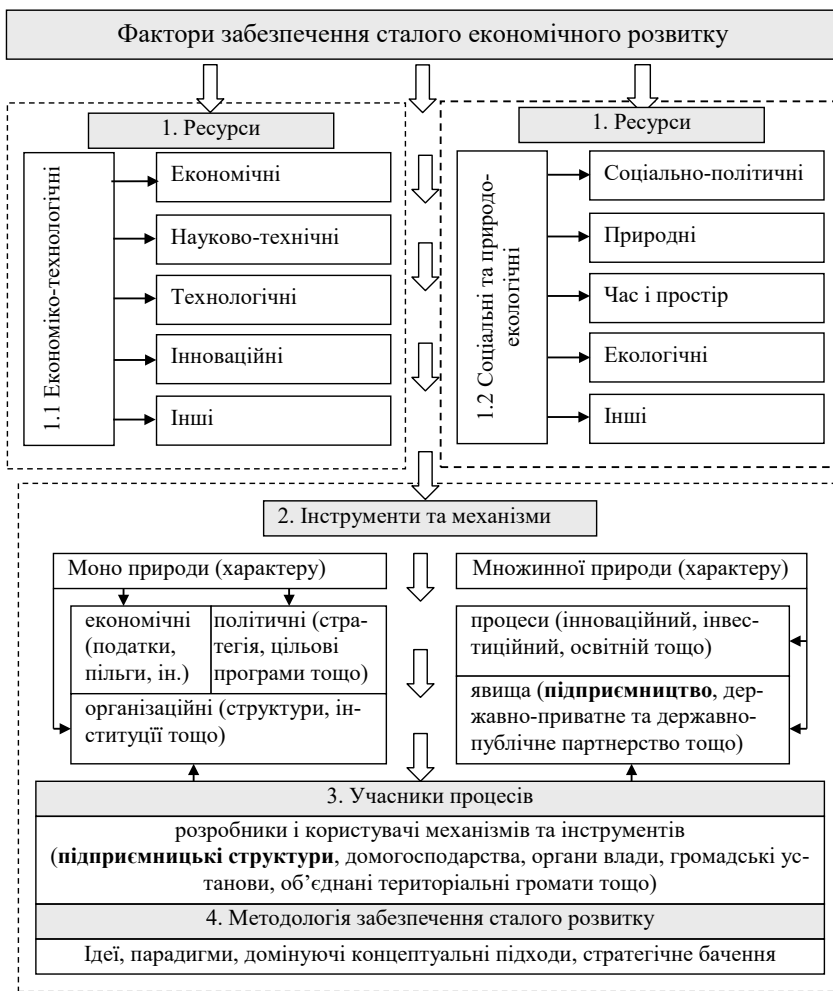 Фактори забезпечення сталого економічного розвитку
1. Ресурси
1.1 Економіко-технологічні
Економічні
Науково-технічні
Технологічні
Інноваційні
Інші
1. Ресурси
1.2 Соціальні та природо-
екологічні
Соціально-політичні
Природні
Час і простір
Екологічні
Інші
2. Інструменти та механізми
Моно природи (характеру)
економічні
(податки,
пільги, ін.)
політичні (стра-
тегія, цільові
програми тощо)
організаційні (структури, ін-
ституції тощо)
Множинної природи (характеру)
процеси (інноваційний, інвес-
тиційний, освітній тощо)
явища (підприємництво, дер-
жавно-приватне та державно-
публічне партнерство тощо)
3. Учасники процесів
розробники і користувачі механізмів та інструментів
(підприємницькі структури, домогосподарства, органи влади, громадські ус-
танови, об’єднані територіальні громати тощо)
4. Методологія забезпечення сталого розвитку
Ідеї, парадигми, домінуючі концептуальні підходи, стратегічне бачення